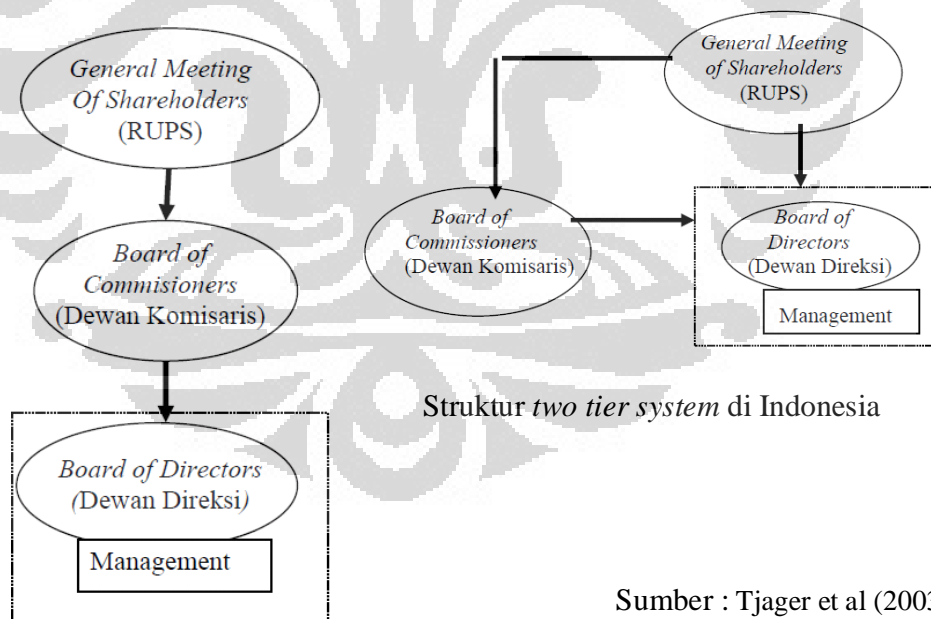 General Meeting
Of Shareholders
(RUPS)
Board of
Commisioners
(Dewan Komisaris)
Board of Directors
(Dewan Direksi)
Management
General Meeting
of Shareholders
(RUPS)
Board of
Commissioners
(Dewan Komisaris)
Board of
Directors
(Dewan Direksi)
Management
Struktur two tier system di Indonesia
Sumber : Tjager et al (2003